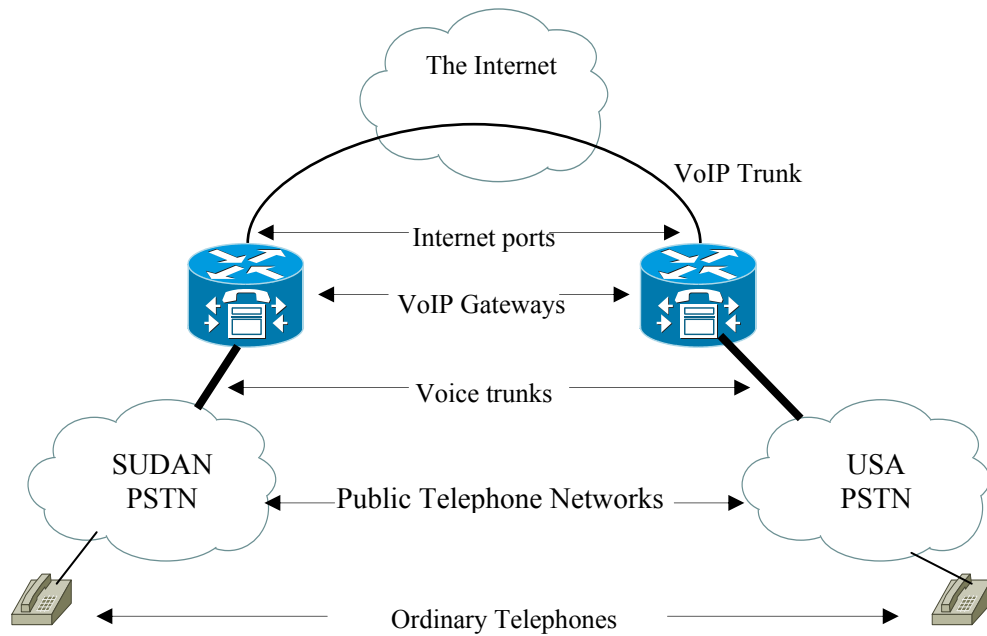 The Internet
VoIP Trunk
Internet ports
VoIP Gateways
Voice trunks
SUDAN
PSTN
USA
PSTN
Public Telephone Networks
Ordinary Telephones